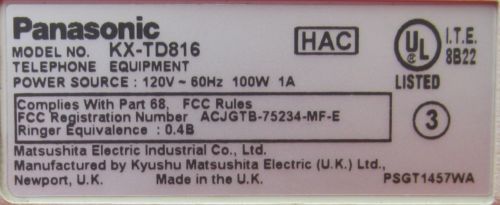 Panasonic
MODEL NO. KX-TD816
TELEPHONE EQUIPMENT
POWER SOURCE : 120V ~ 60Hz 100W 1A
HAC
UL
LISTED
I.T.E.
8B22
Complies With Part 68, FCC Rules
FCC Registration Number ACJGTB-75234-MF-E
Ringer Equivalence : 0.4B
3
Matsushita Electric Industrial Co., Ltd.
Manufactured by Kyushu Matsushita Electric (U.K.) Ltd.,
Newport, U.K. Made in the U.K. PSGT1457WA